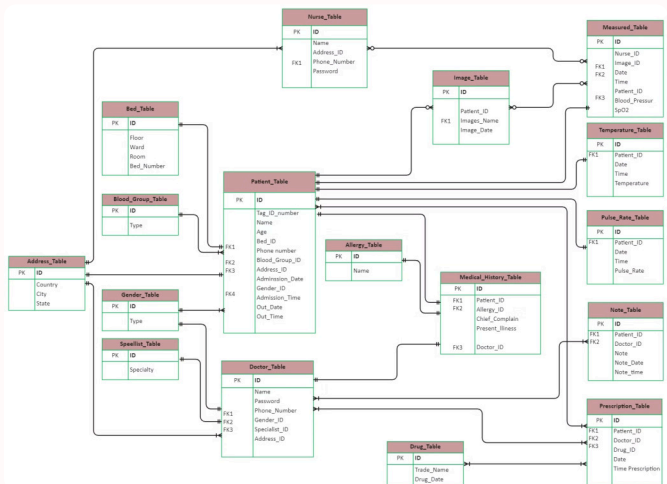 Nurse_Table
PK ID
Name
Address_ID
FK1 Phone_Number
Password
Measured_Table
PK ID
Nurse_ID
FK1 Image_ID
FK2 Date
Time
FK3 Patient_ID
Blood_Pressur
SpO2
Image_Table
PK ID
Patient_ID
FK1 Images_Name
Image_Date
Bed_Table
PK ID
Floor
Ward
Room
Bed_Number
Temperature_Table
PK ID
FK1 Patient_ID
Date
Time
Temperature
Patient_Table
PK ID
Tag_ID_number
Name
Age
Bed_ID
FK1 Phone number
FK2 Blood_Group_ID
FK3 Address_ID
Adminssion_Date
FK4 Gender_ID
Admission_Time
Out_Date
Out_Time
Blood_Group_Table
PK ID
Type
Pulse_Rate_Table
PK ID
FK1 Patient_ID
Date
Time
Pulse_Rate
Allergy_Table
PK ID
Name
Address_Table
PK ID
Country
City
State
Medical_History_Table
PK ID
FK1 Patient_ID
FK2 Allergy_ID
Chief_Complain
Present_Illness
FK3 Doctor_ID
Gender_Table
PK ID
Type
Note_Table
PK ID
FK1 Patient_ID
FK2 Doctor_ID
Note
Note_Date
Note_time
Speellist_Table
PK ID
Specialty
Doctor_Table
PK ID
Name
Password
FK1 Phone_Number
FK2 Gender_ID
FK3 Specialist_ID
Address_ID
Prescription_Table
PK ID
FK1 Patient_ID
FK2 Doctor_ID
FK3 Drug_ID
Date
Time Prescription
Drug_Table
PK ID
Trade_Name
Drug_Date